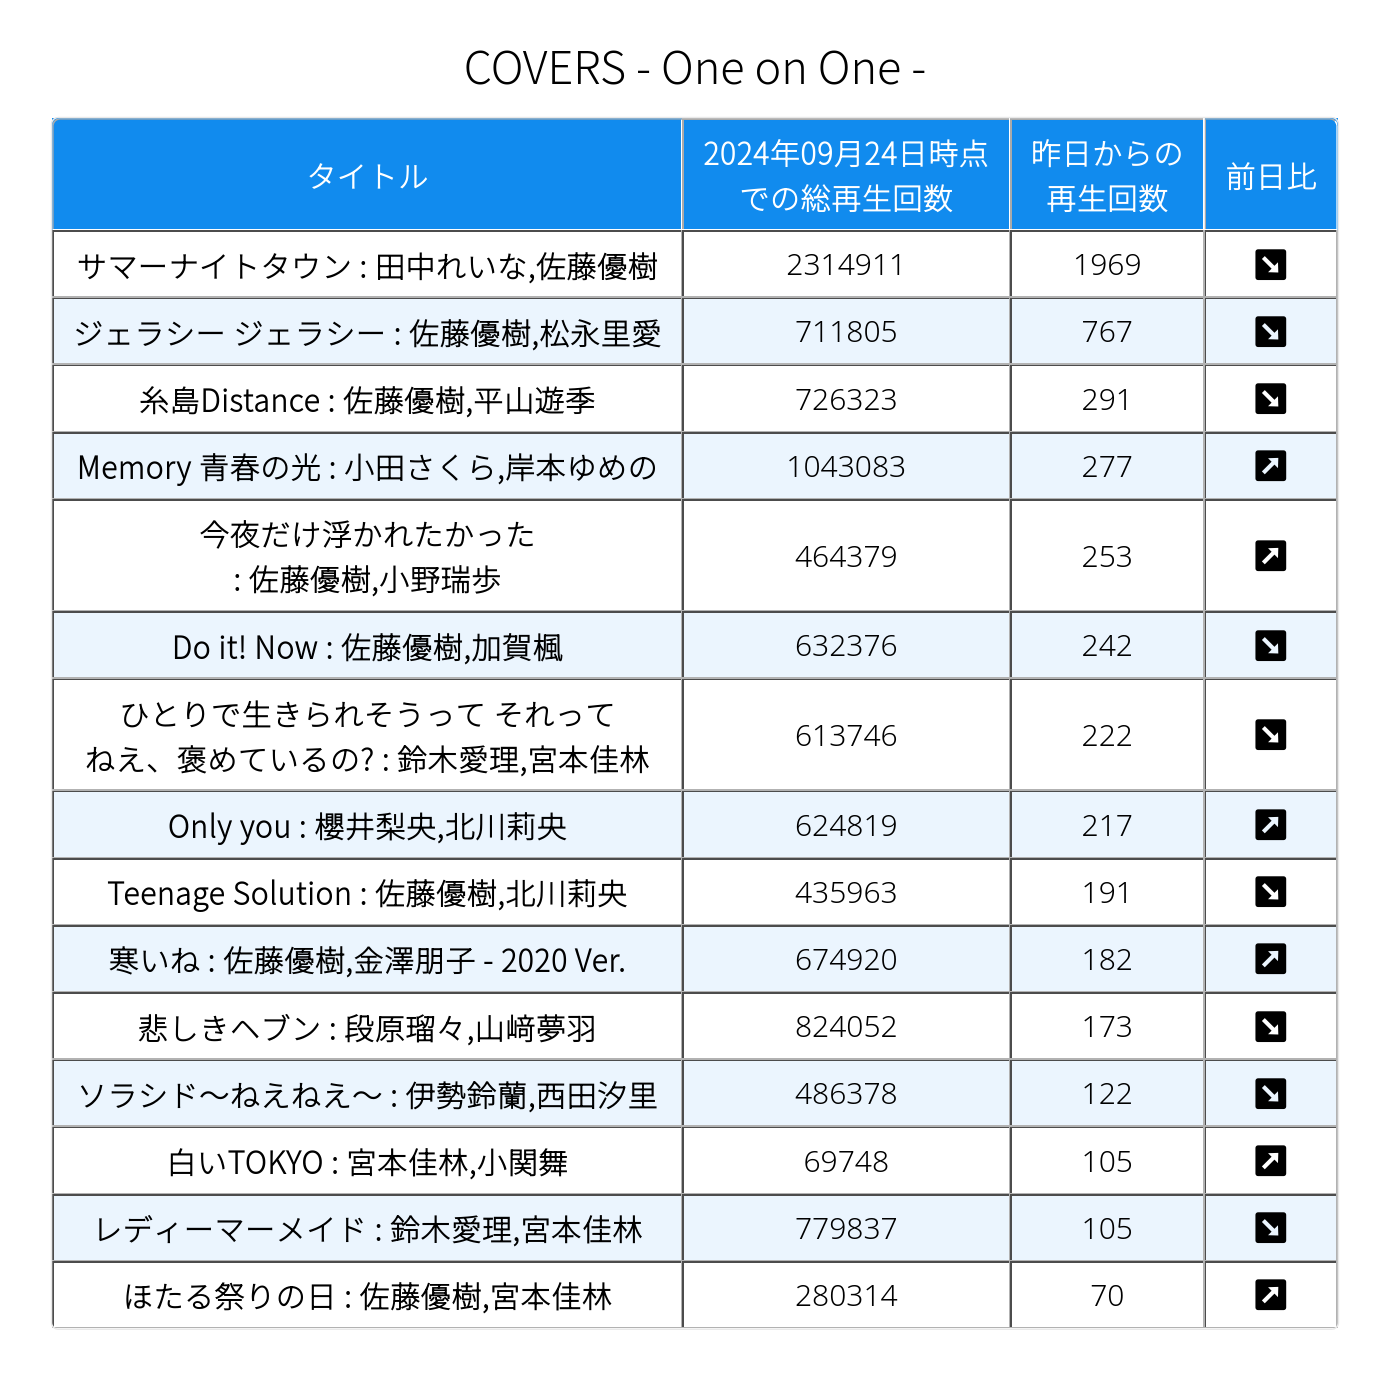 COVERS - One on One -
タイトル
2024年09月24日時点
での総再生回数
昨日からの
再生回数
前日比
サマーナイトタウン : 田中れいな,佐藤優樹
2314911
1969
ジェラシー ジェラシー : 佐藤優樹,松永里愛
711805
767
糸島Distance : 佐藤優樹,平山遊季
726323
291
Memory 青春の光 : 小田さくら,岸本ゆめの
1043083
277
今夜だけ浮かれたかった
: 佐藤優樹,小野瑞歩
464379
253
Do it! Now : 佐藤優樹,加賀楓
632376
242
ひとりで生きられそうって それって
ねえ、褒めているの? : 鈴木愛理,宮本佳林
613746
222
Only you : 櫻井梨央,北川莉央
624819
217
Teenage Solution : 佐藤優樹,北川莉央
435963
191
寒いね : 佐藤優樹,金澤朋子 - 2020 Ver.
674920
182
悲しきヘブン : 段原瑠々,山﨑夢羽
824052
173
ソラシド〜ねえねえ〜 : 伊勢鈴蘭,西田汐里
486378
122
白いTOKYO : 宮本佳林,小関舞
69748
105
レディーマーメイド : 鈴木愛理,宮本佳林
779837
105
ほたる祭りの日 : 佐藤優樹,宮本佳林
280314
70